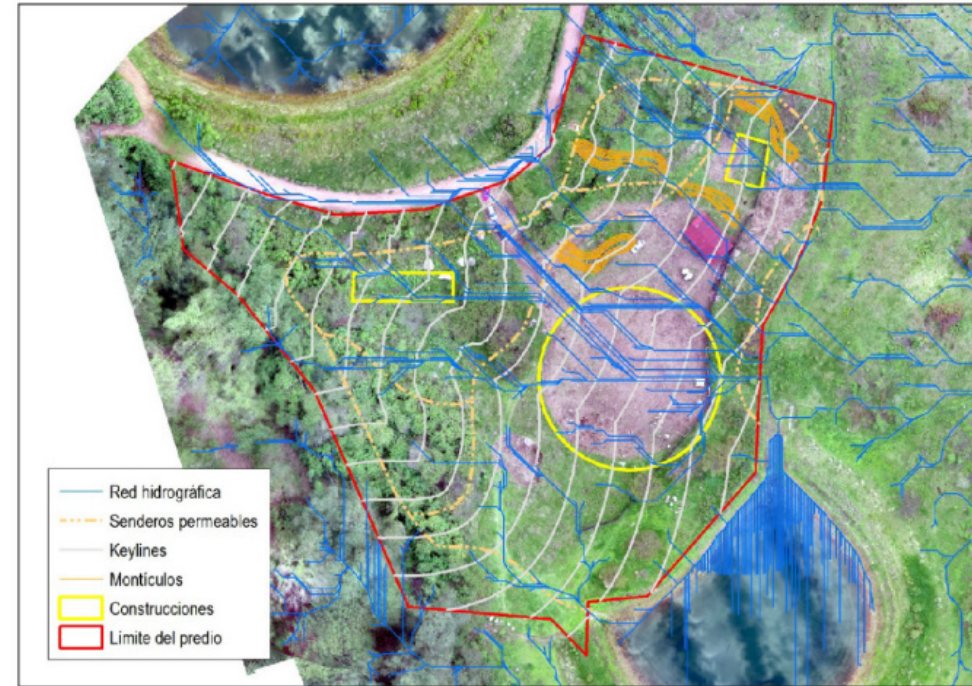 Red hidrográfica
Senderos permeables
Keylines
Montículos
Construcciones
Limite del predio